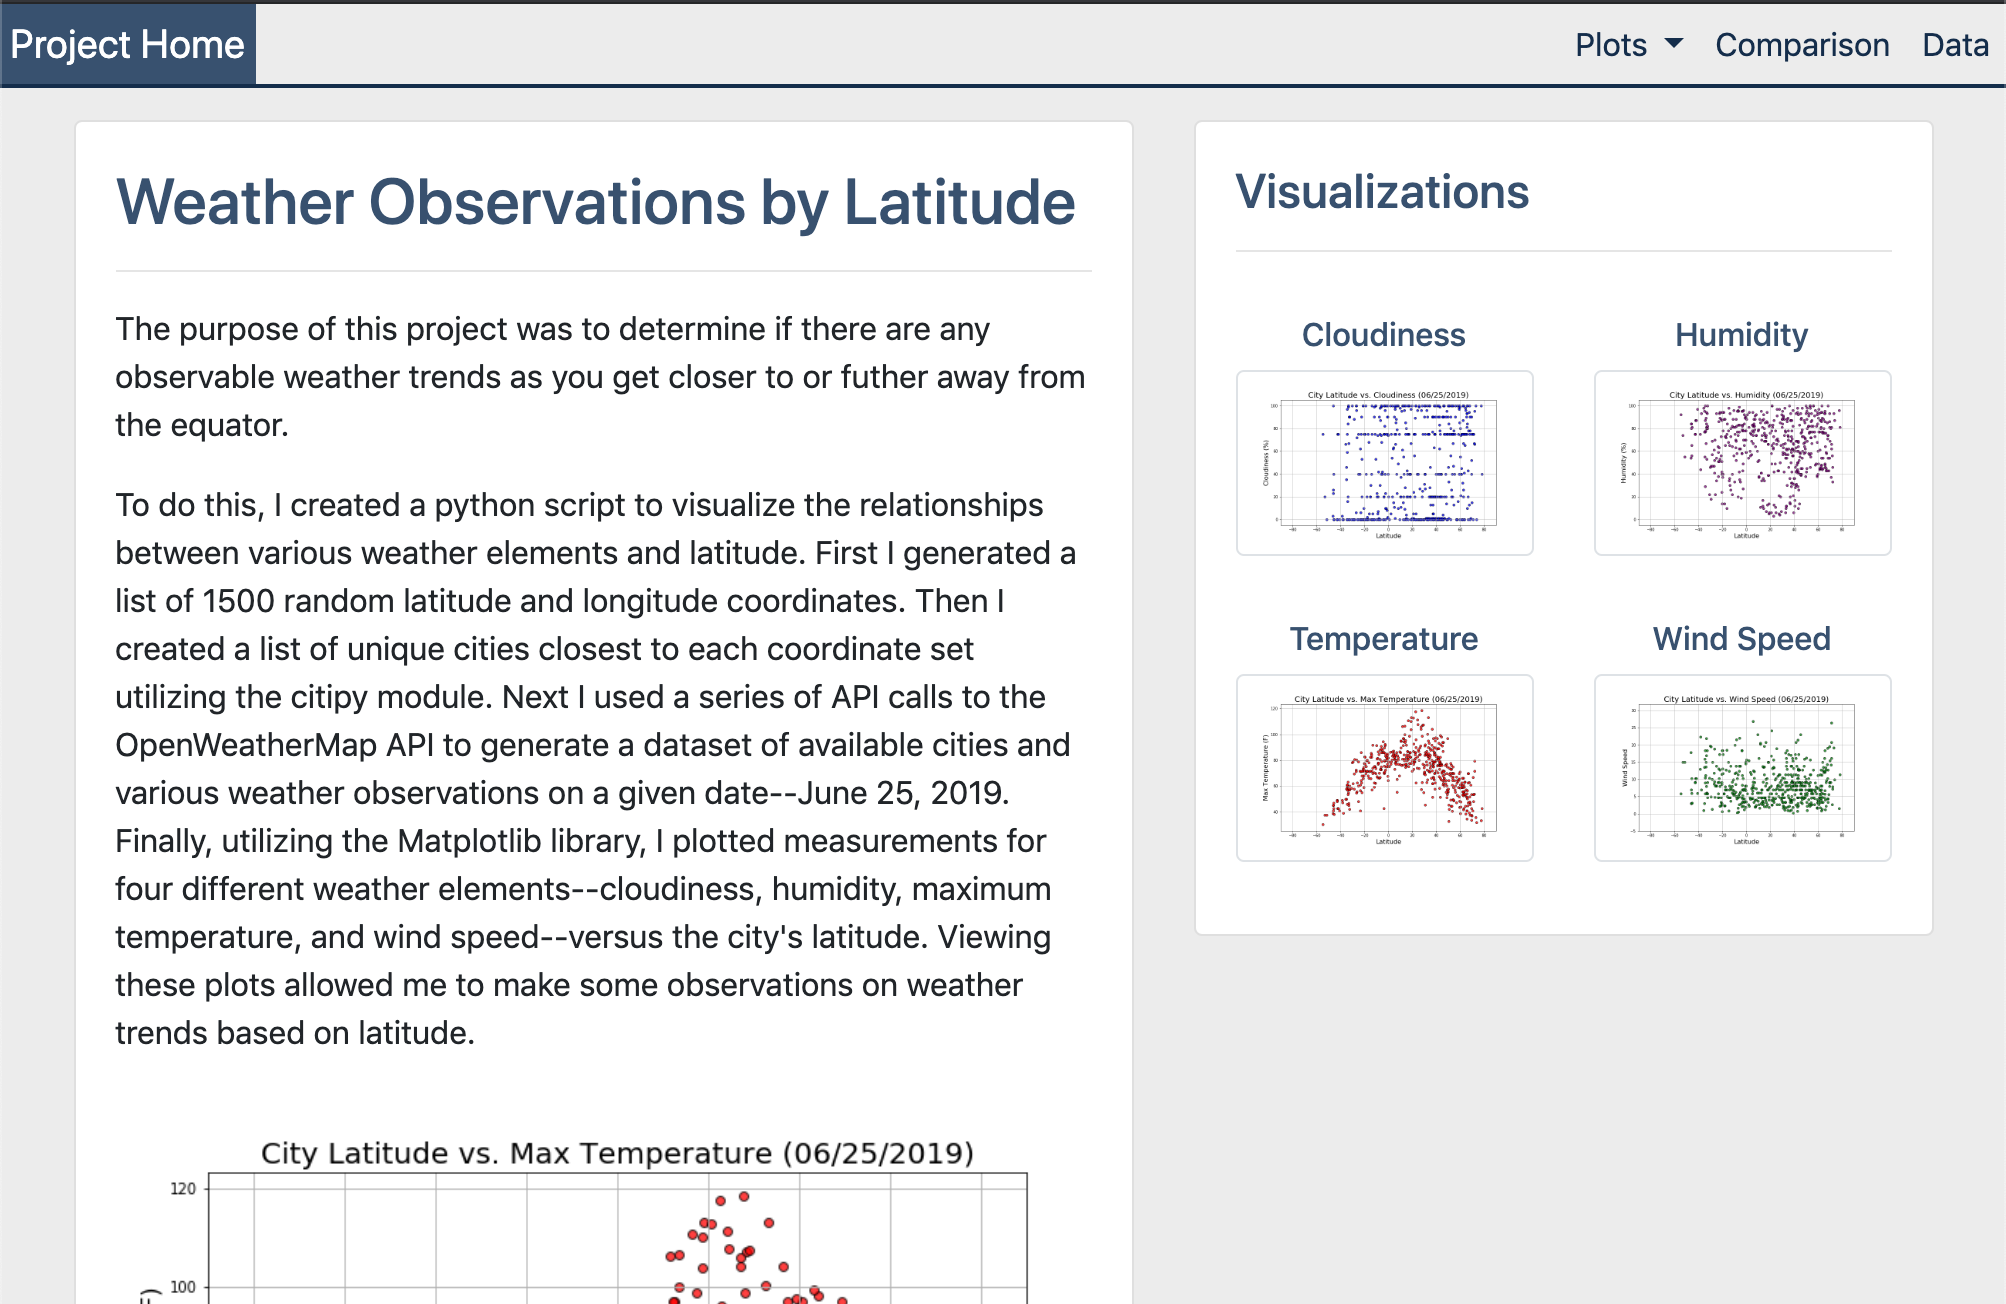 Project Home
Plots
Comparison
Data
Weather Observations by Latitude
The purpose of this project was to determine if there are any
observable weather trends as you get closer to or futher away from
the equator.
To do this, I created a python script to visualize the relationships
between various weather elements and latitude. First I generated a
list of 1500 random latitude and longitude coordinates. Then I
created a list of unique cities closest to each coordinate set
utilizing the citipy module. Next I used a series of API calls to the
OpenWeatherMap API to generate a dataset of available cities and
various weather observations on a given date--June 25, 2019.
Finally, utilizing the Matplotlib library, I plotted measurements for
four different weather elements--cloudiness, humidity, maximum
temperature, and wind speed--versus the city's latitude. Viewing
these plots allowed me to make some observations on weather
trends based on latitude.
City Latitude vs. Max Temperature (06/25/2019)
120
100
Visualizations
Cloudiness
City Latitude vs. Cloudiness (06/25/2019)
Cloudiness (%)
Latitude
Humidity
City Latitude vs. Humidity (06/25/2019)
Humidity (%)
Latitude
Temperature
City Latitude vs. Max Temperature (06/25/2019)
Max Temperature (F)
Latitude
Wind Speed
City Latitude vs. Wind Speed (06/25/2019)
Wind Speed
Latitude